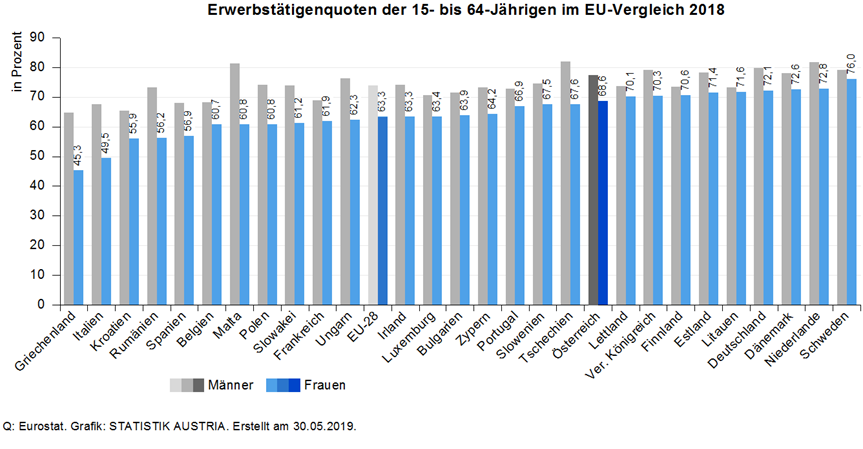 Erwerbstätigenquoten der 15- bis 64-Jährigen im EU-Vergleich 2018
in Prozent
90
80
70
60
50
40
30
20
10
0
45,3
49,5
55,9
56,2
56,9
60,7
60,8
60,8
61,2
61,9
62,3
63,3
63,3
63,4
63,9
64,2
66,9
67,5
67,6
68,6
70,1
70,3
70,6
71,4
71,6
72,1
72,6
72,8
76,0
Griechenland
Italien
Kroatien
Rumänien
Spanien
Belgien
Malta
Polen
Slowakei
Frankreich
Ungarn
EU-28
Irland
Luxemburg
Bulgarien
Zypern
Portugal
Slowenien
Tschechien
Österreich
Lettland
Ver. Königreich
Finnland
Estland
Litauen
Deutschland
Dänemark
Niederlande
Schweden
Männer
Frauen
Q: Eurostat. Grafik: STATISTIK AUSTRIA. Erstellt am 30.05.2019.